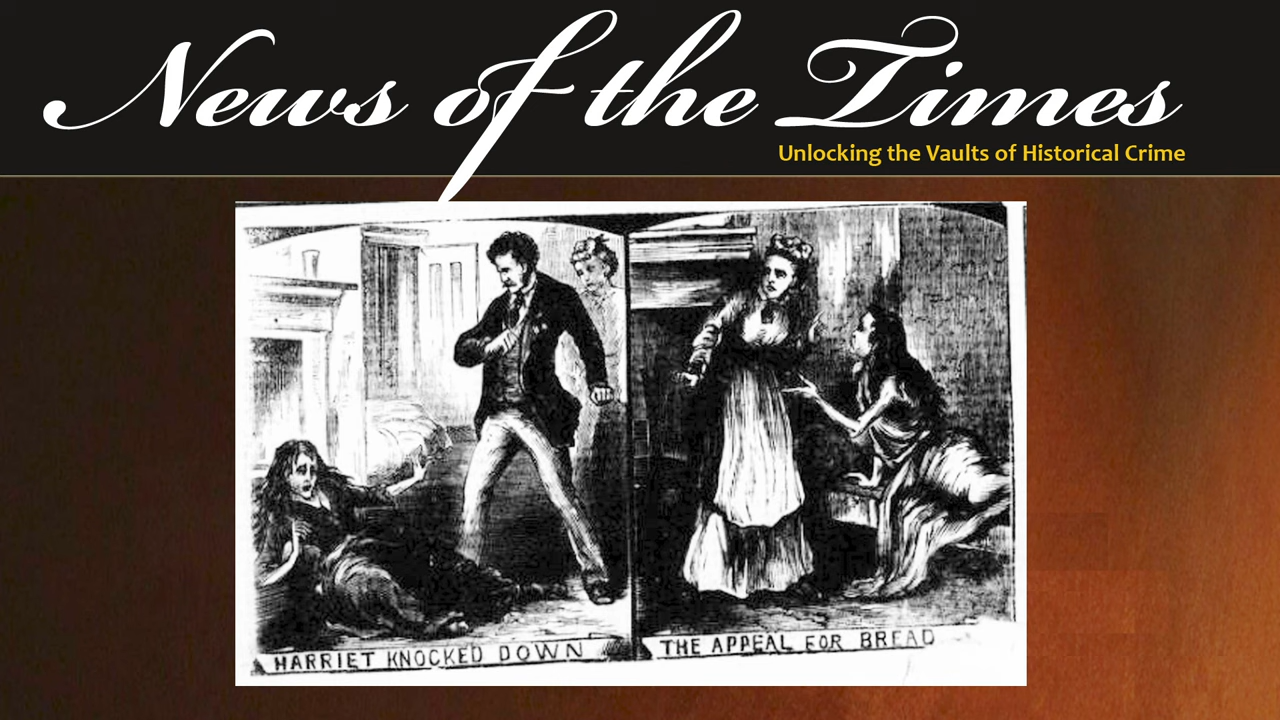 News of the Times
Unlocking the Vaults of Historical Crime
HARRIET KNOCKED DOWN
THE APPEAL FOR BREAD